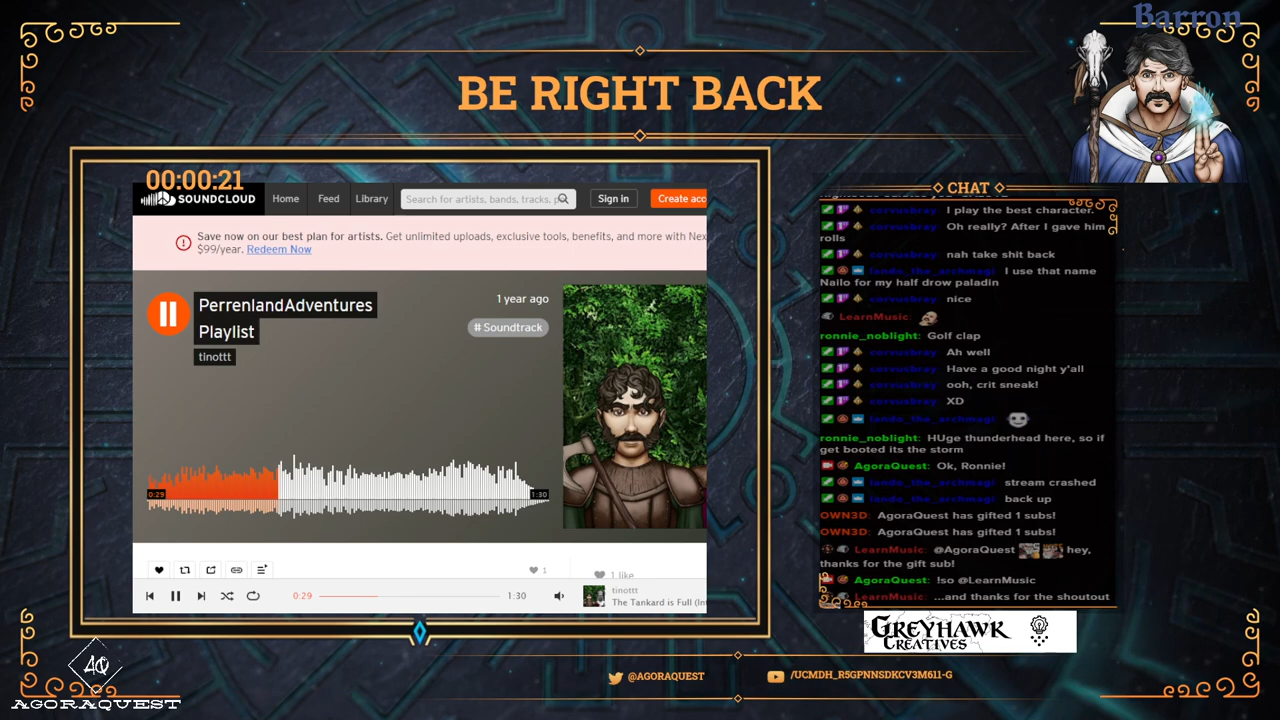 Barron
BE RIGHT BACK
00:00:21
SOUNDCLOUD
Home
Feed
Library
Search for artists, bands, tracks, p
Sign In
Create acc
Save now on our best plan for artists. Get unlimited uploads, exclusive tools, benefits, and more with Nex
$99/year. Redeem Now
PerrenlandAdventures
Playlist
tinottt
1 year ago
# Soundtrack
0:29
1:30
1
1 like
0:29
1:30
tinottt
The Tankard is Full (In
CHAT
corvusbray I play the best character.
corvusbray Oh really? After I gave him
rolls
corvusbray nah take shit back
lando_the_archmagi I use that name
Nailo for my half drow paladin
corvusbray nice
LearnMusic:
ronnie_noblight: Golf clap
corvusbray Ah well
corvusbray Have a good night y'all
corvusbray ooh, crit sneak!
corvusbray XD
lando_the_archmagi
ronnie_noblight: HUge thunderhead here, so if
get booted its the storm
AgoraQuest: Ok, Ronnie!
lando_the_archmagi stream crashed
lando_the_archmagi back up
OWN3D: AgoraQuest has gifted 1 subs!
OWN3D: AgoraQuest has gifted 1 subs!
LearnMusic: @AgoraQuest hey,
thanks for the gift sub!
AgoraQuest: !so @LearnMusic
LearnMusic: ...and thanks for the shoutout
GREYHAWK
CREATIVES
AQ
AGORAQUEST
@AGORAQUEST
/UCMDH_R5GPNNSDKCV3M611-G